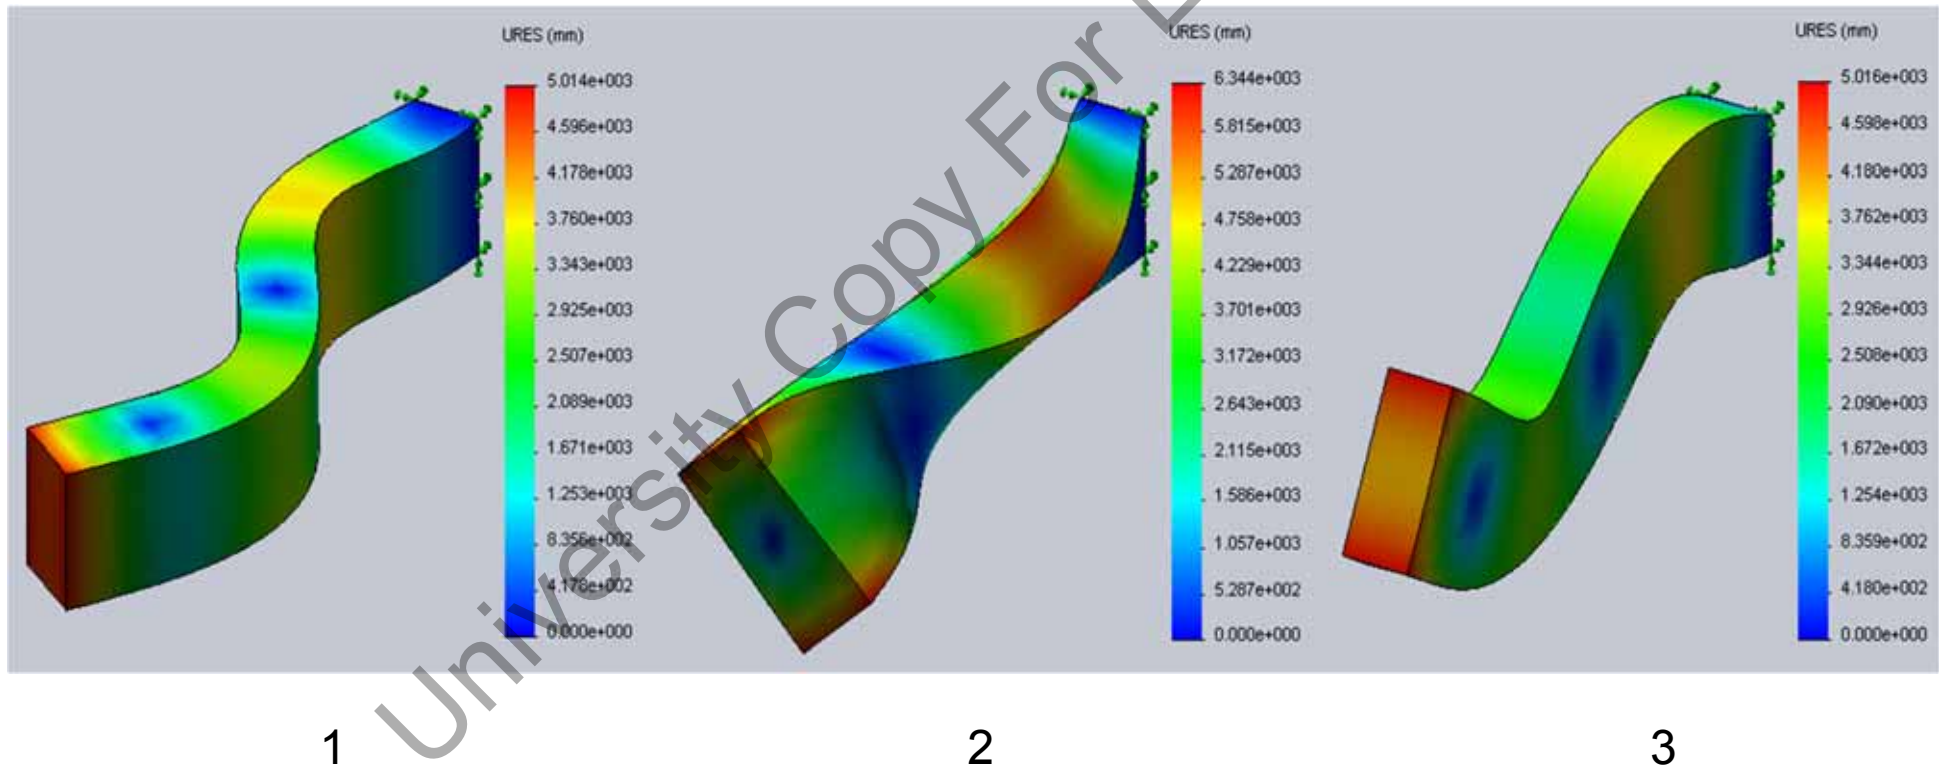 URES (mm)
5.014e+003
4.596e+003
4.178e+003
3.760e+003
3.343e+003
2.925e+003
2.507e+003
2.089e+003
1.671e+003
1.253e+003
8.356e+002
4.178e+002
0.000e+000
URES (mm)
6.344e+003
5.815e+003
5.287e+003
4.758e+003
4.229e+003
3.701e+003
3.172e+003
2.643e+003
2.115e+003
1.586e+003
1.057e+003
5.287e+002
0.000e+000
URES (mm)
5.016e+003
4.598e+003
4.180e+003
3.762e+003
3.344e+003
2.926e+003
2.508e+003
2.090e+003
1.672e+003
1.254e+003
8.359e+002
4.180e+002
0.000e+000
University Copy For
1
2
3